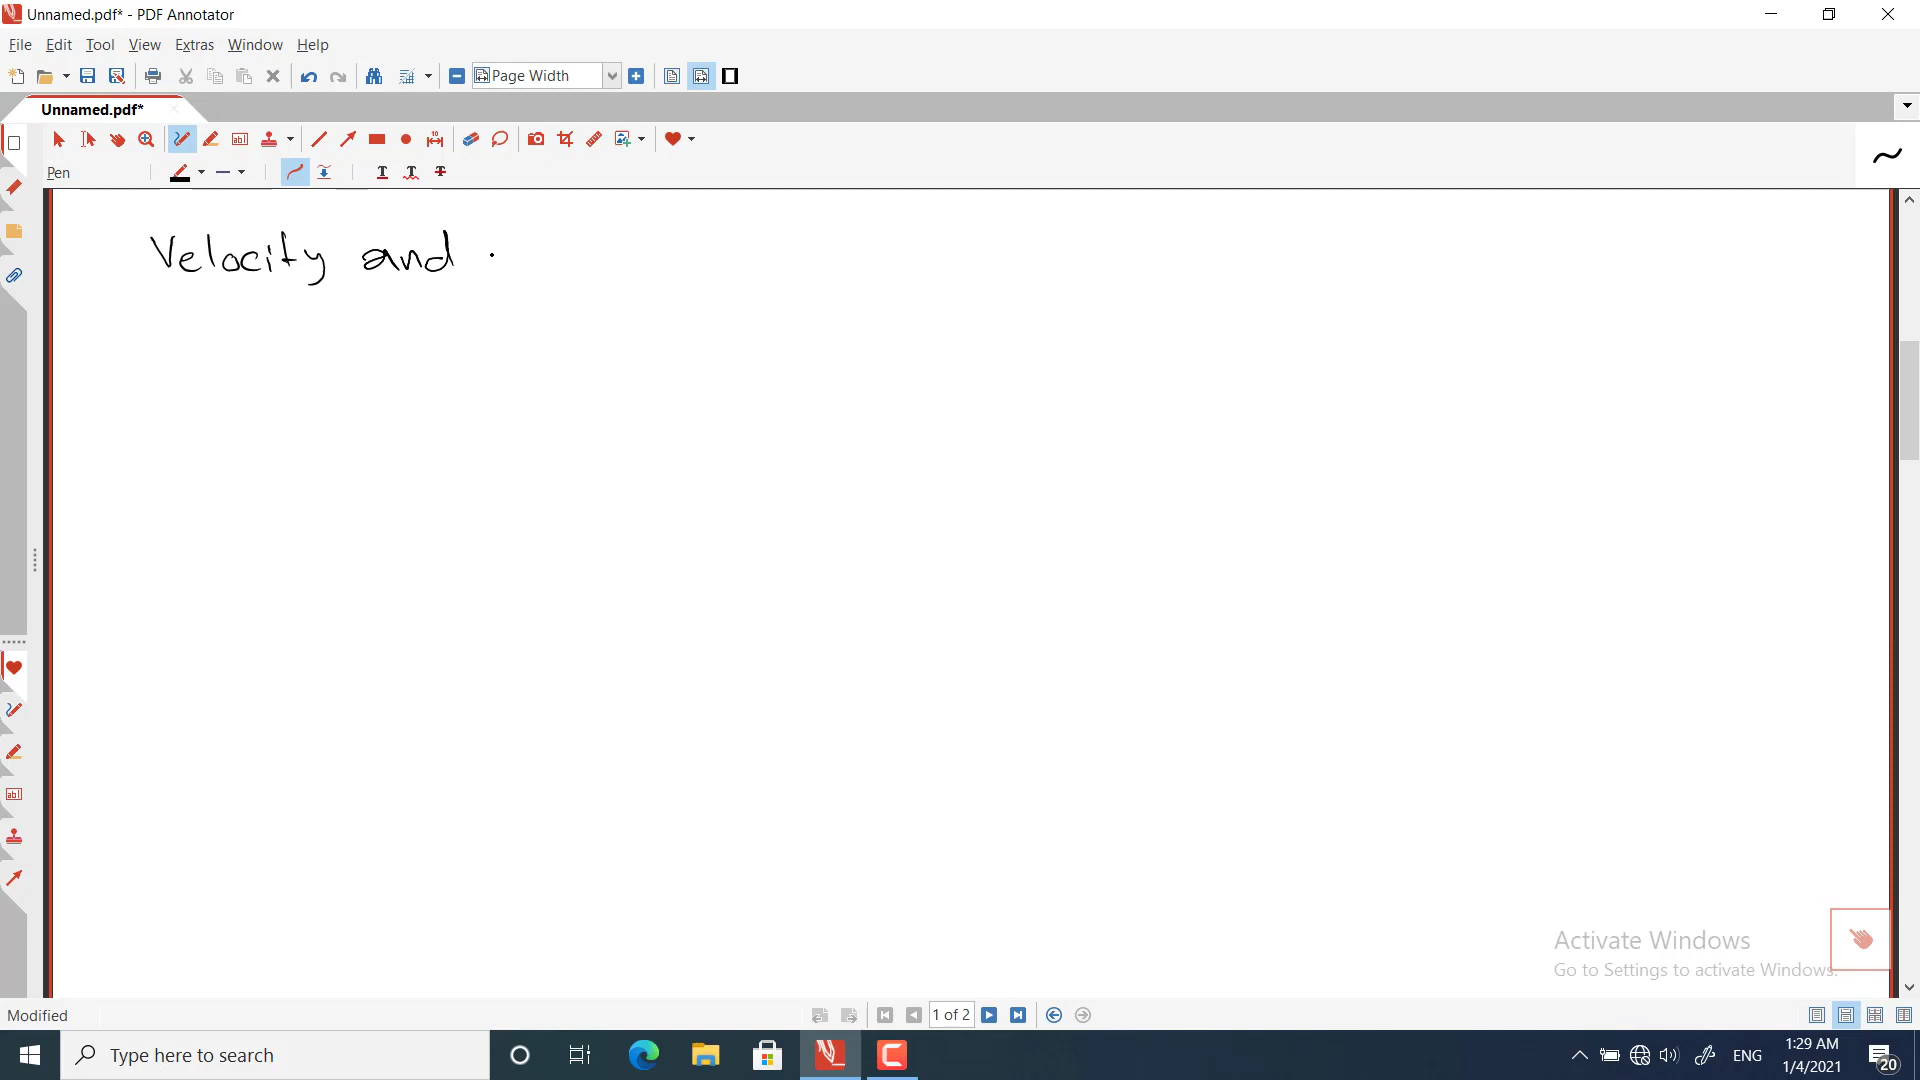 Unnamed.pdf* - PDF Annotator
File Edit Tool View Extras Window Help
Page Width
Unnamed.pdf*
Pen
Velocity and
Activate Windows
Go to Settings to activate Windows.
Modified
1 of 2
Type here to search
ENG
1:29 AM
1/4/2021
20